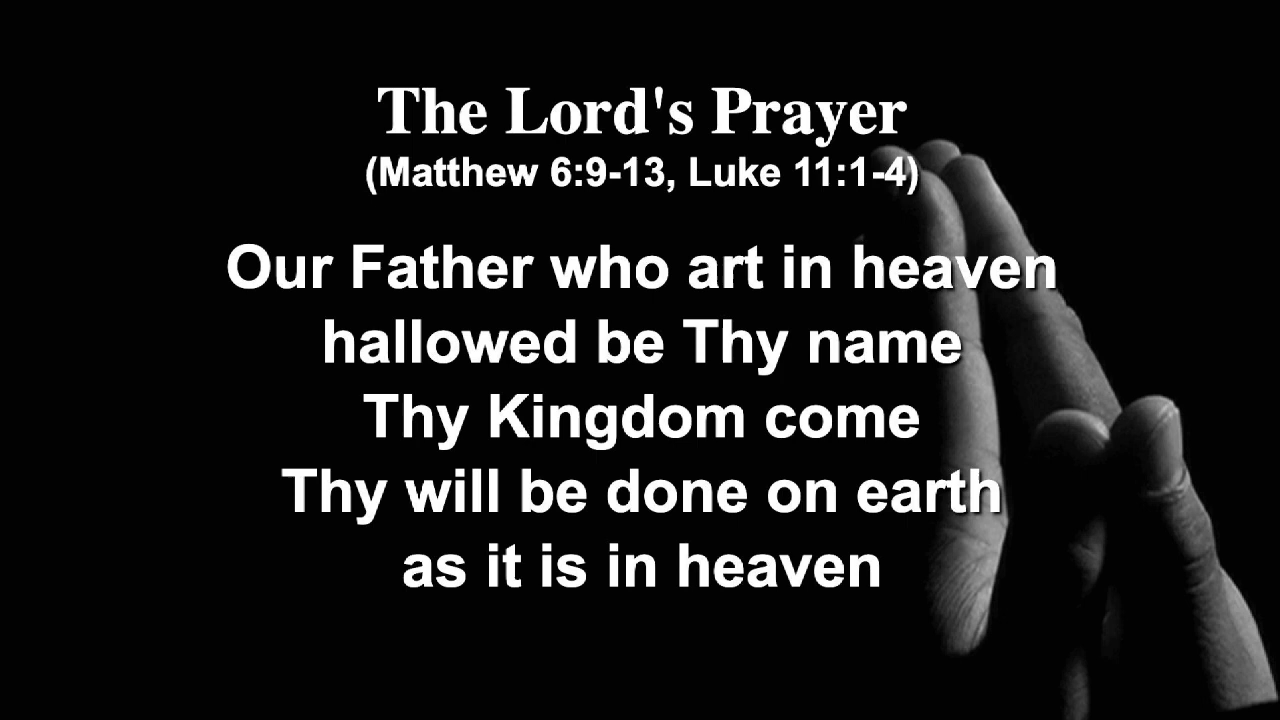 The Lord's Prayer
(Matthew 6:9-13, Luke 11:1-4)
Our Father who art in heaven
hallowed be Thy name
Thy Kingdom come
Thy will be done on earth
as it is in heaven